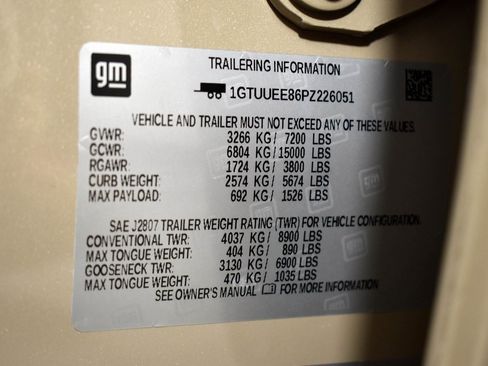 gm
TRAILERING INFORMATION
1GTUUEE86PZ226051
VEHICLE AND TRAILER MUST NOT EXCEED ANY OF THESE VALUES.
GVWR: 3266 KG / 7200 LBS
GCWR: 6804 KG / 15000 LBS
RGAWR: 1724 KG / 3800 LBS
CURB WEIGHT: 2574 KG / 5674 LBS
MAX PAYLOAD: 692 KG / 1526 LBS
SAE J2807 TRAILER WEIGHT RATING (TWR) FOR VEHICLE CONFIGURATION.
CONVENTIONAL TWR: 4037 KG / 8900 LBS
MAX TONGUE WEIGHT: 404 KG / 890 LBS
GOOSENECK TWR: 3130 KG / 6900 LBS
MAX TONGUE WEIGHT: 470 KG / 1035 LBS
SEE OWNER'S MANUAL FOR MORE INFORMATION